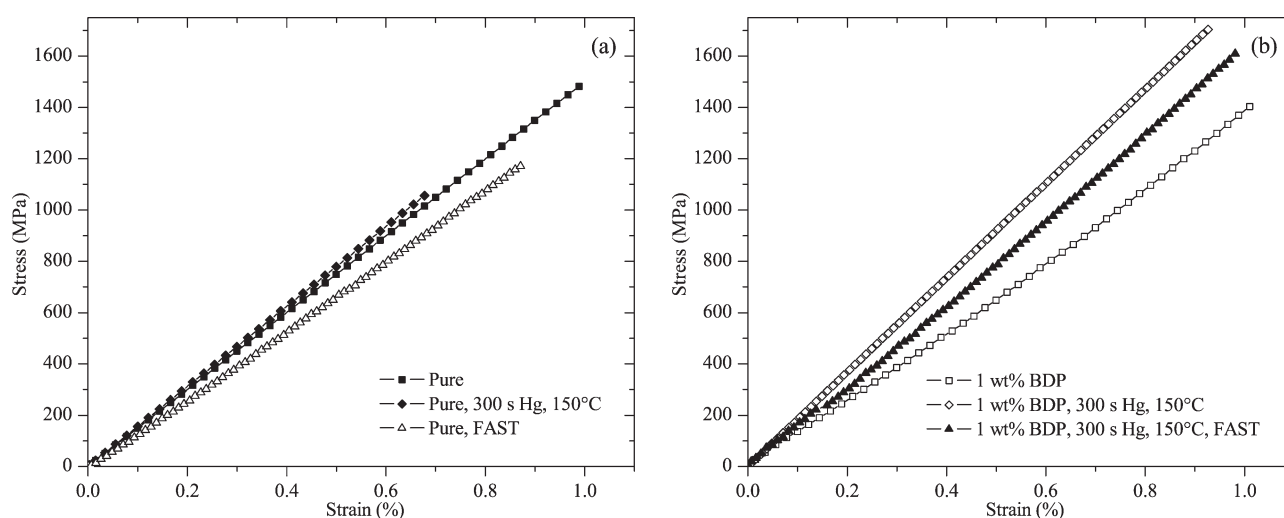 (a)
1600
1400
1200
1000
800
600
400
200
0
Stress (MPa)
Pure
Pure, 300 s Hg, 150°C
Pure, FAST
0.0 0.2 0.4 0.6 0.8 1.0
Strain (%)
(b)
1600
1400
1200
1000
800
600
400
200
0
Stress (MPa)
1 wt% BDP
1 wt% BDP, 300 s Hg, 150°C
1 wt% BDP, 300 s Hg, 150°C, FAST
0.0 0.2 0.4 0.6 0.8 1.0
Strain (%)